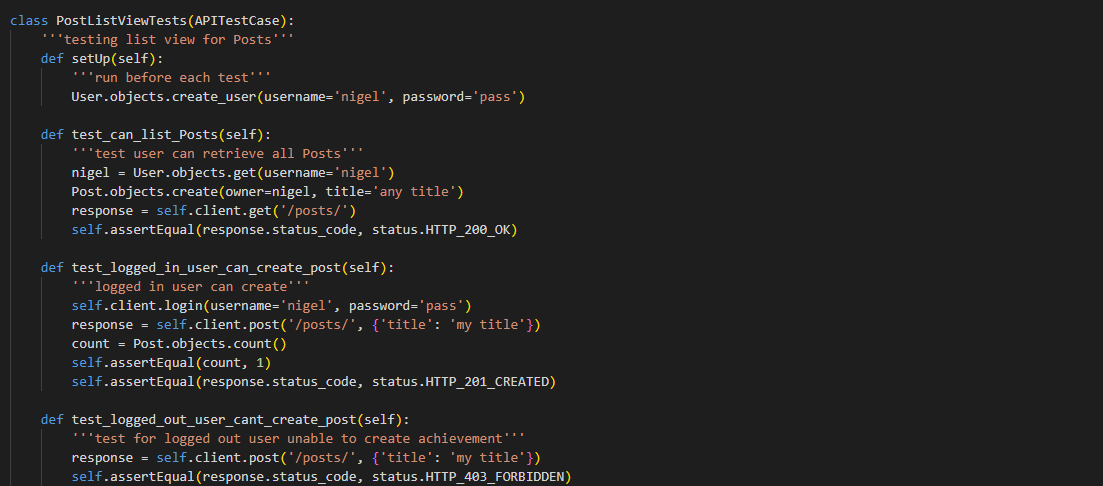 class PostListViewTests(APITestCase):
    '''testing list view for Posts'''
    def setUp(self):
        '''run before each test'''
        User.objects.create_user(username='nigel', password='pass')

    def test_can_list_Posts(self):
        '''test user can retrieve all Posts'''
        nigel = User.objects.get(username='nigel')
        Post.objects.create(owner=nigel, title='any title')
        response = self.client.get('/posts/')
        self.assertEqual(response.status_code, status.HTTP_200_OK)

    def test_logged_in_user_can_create_post(self):
        '''logged in user can create'''
        self.client.login(username='nigel', password='pass')
        response = self.client.post('/posts/', {'title': 'my title'})
        count = Post.objects.count()
        self.assertEqual(count, 1)
        self.assertEqual(response.status_code, status.HTTP_201_CREATED)

    def test_logged_out_user_cant_create_post(self):
        '''test for logged out user unable to create achievement'''
        response = self.client.post('/posts/', {'title': 'my title'})
        self.assertEqual(response.status_code, status.HTTP_403_FORBIDDEN)